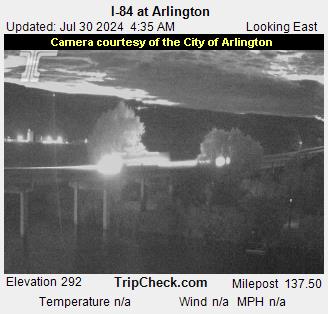 I-84 at Arlington
Updated: Jul 30 2024 4:35 AM Looking East
Camera courtesy of the City of Arlington
Elevation 292 TripCheck.com Milepost 137.50
Temperature n/a Wind n/a MPH n/a